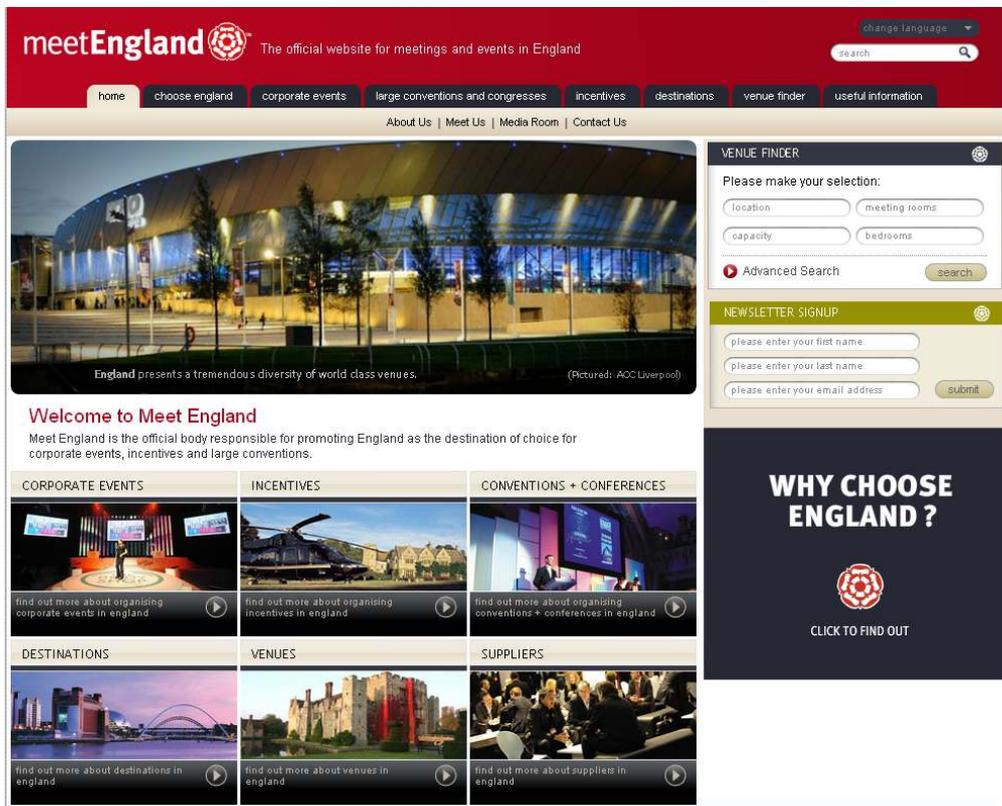 meetEngland
The official website for meetings and events in England
change language
search
home
choose england
corporate events
large conventions and congresses
incentives
destinations
venue finder
useful information
About Us | Meet Us | Media Room | Contact Us
England presents a tremendous diversity of world class venues.
(Pictured: ACC Liverpool)
VENUE FINDER
Please make your selection:
location
meeting rooms
capacity
bedrooms
Advanced Search
search
NEWSLETTER SIGNUP
please enter your first name
please enter your last name
please enter your email address
submit
Welcome to Meet England
Meet England is the official body responsible for promoting England as the destination of choice for
corporate events, incentives and large conventions.
WHY CHOOSE
ENGLAND ?
CLICK TO FIND OUT
CORPORATE EVENTS
find out more about organising
corporate events in england
INCENTIVES
find out more about organising
incentives in england
CONVENTIONS + CONFERENCES
find out more about organising
conventions + conferences in england
DESTINATIONS
find out more about destinations in
england
VENUES
find out more about venues in
england
SUPPLIERS
find out more about suppliers in
england